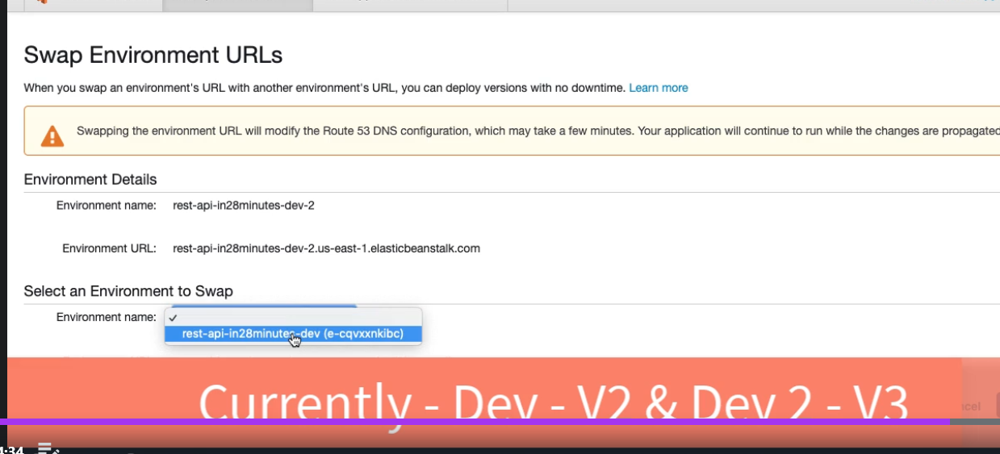 Swap Environment URLs
When you swap an environment's URL with another environment's URL, you can deploy versions with no downtime. Learn more
Swapping the environment URL will modify the Route 53 DNS configuration, which may take a few minutes. Your application will continue to run while the changes are propagated
Environment Details
Environment name: rest-api-in28minutes-dev-2
Environment URL: rest-api-in28minutes-dev-2.us-east-1.elasticbeanstalk.com
Select an Environment to Swap
Environment name:
rest-api-in28minutes-dev (e-cqvxxnkibc)
Currently - Dev - V2 & Dev 2 - V3